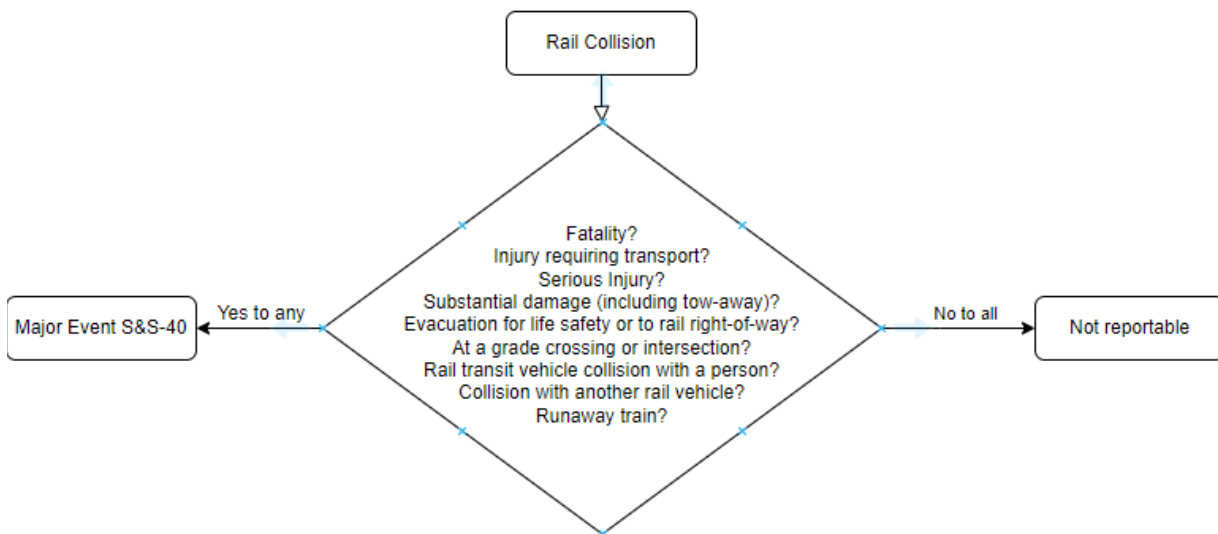 Rail Collision
Fatality?
Injury requiring transport?
Serious Injury?
Substantial damage (including tow-away)?
Evacuation for life safety or to rail right-of-way?
At a grade crossing or intersection?
Rail transit vehicle collision with a person?
Collision with another rail vehicle?
Runaway train?
Yes to any
Major Event S&S-40
No to all
Not reportable